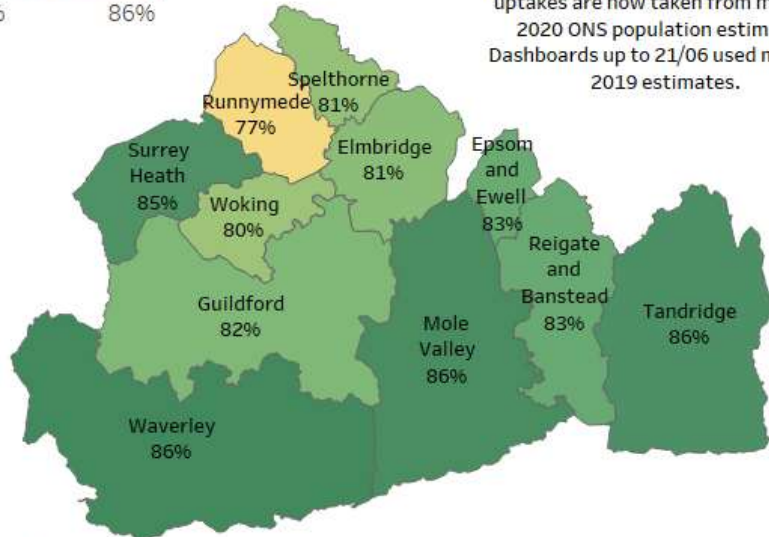 %
86%
uptakes are now taken from
2020 ONS population
Dashboards up to 21/06 used
2019 estimates.
Spelthorne
81%
Runnymede
77%
Elmbridge
81%
Epsom
and
Ewell
83%
Surrey
Heath
85%
Woking
80%
Reigate
and
Banstead
83%
Guildford
82%
Mole
Valley
86%
Tandridge
86%
Waverley
86%